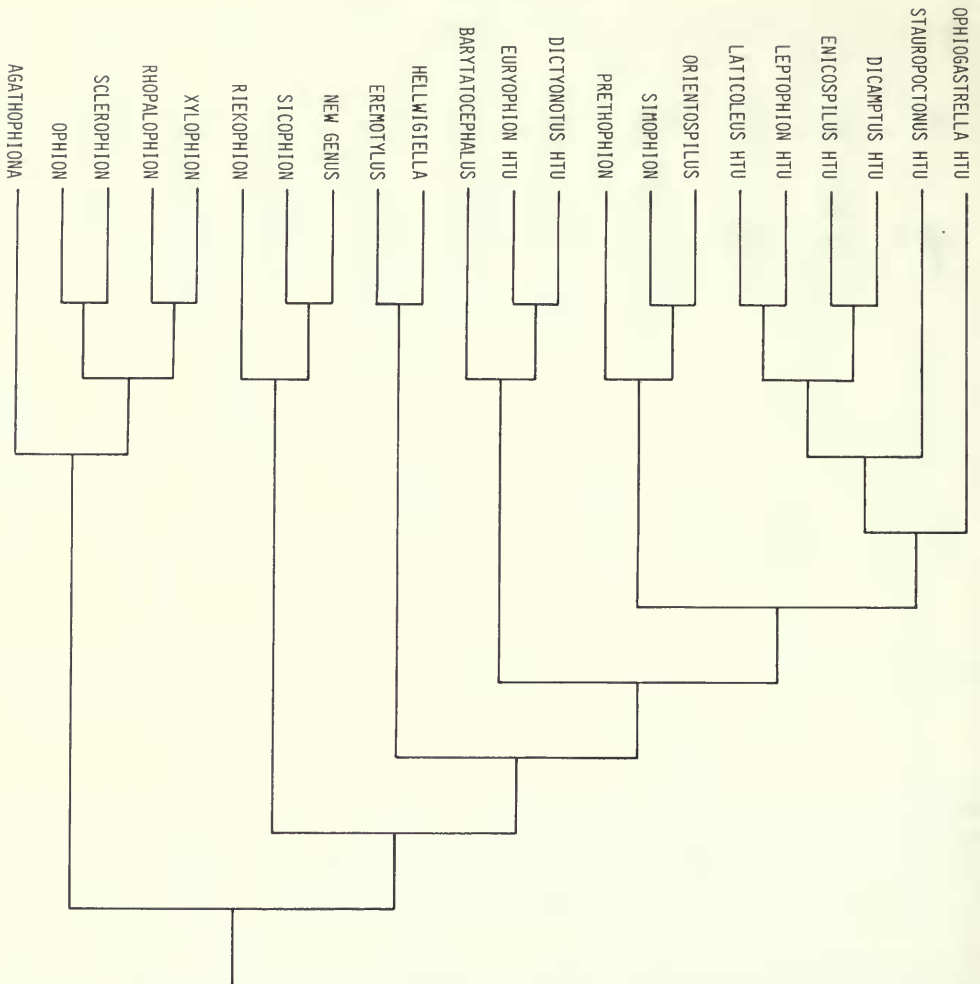 OPHIOGASTRELLA HTU
STAUROPOCTONUS HTU
DICAMPTUS HTU
ENICOSPILUS HTU
LEPTOPHION HTU
LATICOLEUS HTU
ORIENTOSPILUS
SIMOPHION
PRETHOPHION
DICTYONOTUS HTU
EURYOPHION HTU
BARYTATOCEPHALUS
HELLWIGIELLA
EREMOTYLUS
NEW GENUS
SICOPHION
RIEKOPHION
XYLOPHION
RHOPALOPHION
SCLEROPHION
OPHION
AGATHOPHIONA